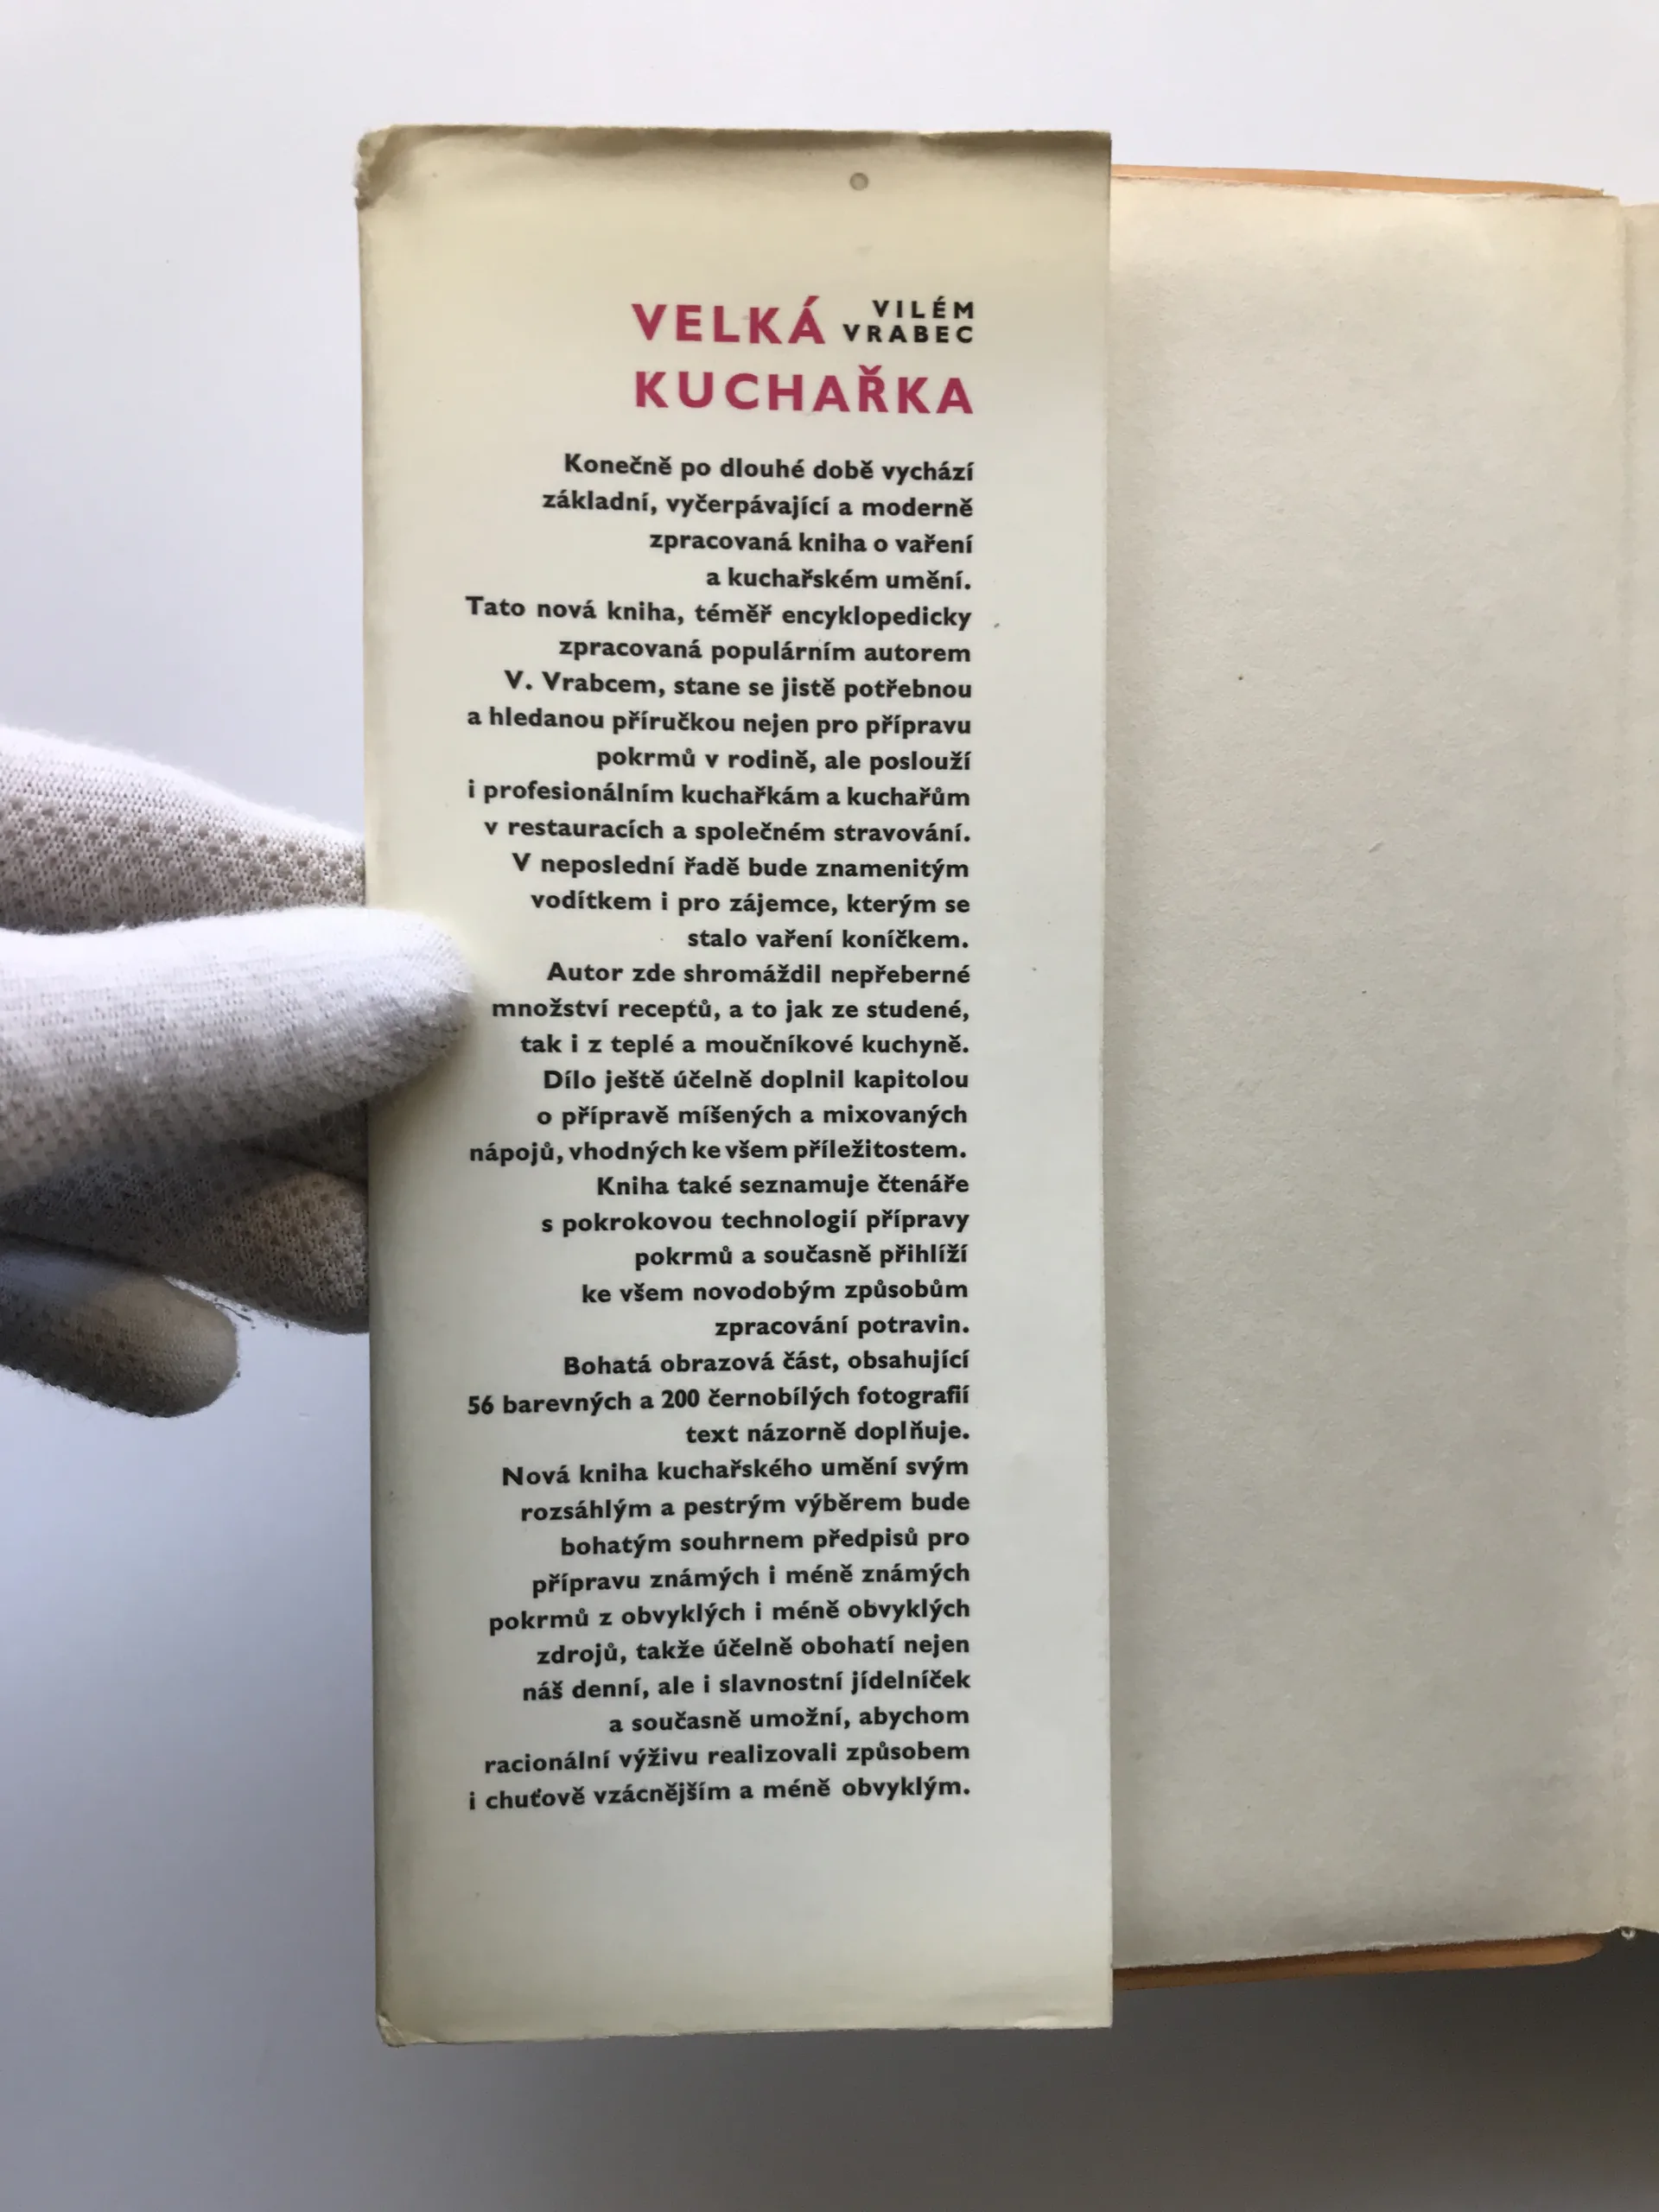 VELKÁ VILÉM
VRABEC
KUCHAŘKA
Konečně po dlouhé době vychází
základní, vyčerpávající a moderně
zpracovaná kniha o vaření
a kuchařském umění.
Tato nová kniha, téměř encyklopedicky
zpracovaná populárním autorem
V. Vrabcem, stane se jistě potřebnou
a hledanou příručkou nejen pro přípravu
pokrmů v rodině, ale poslouží
i profesionálním kuchařkám a kuchařům
v restauracích a společném stravování.
V neposlední řadě bude znamenitým
vodítkem i pro zájemce, kterým se
stalo vaření koníčkem.
Autor zde shromáždil nepřeberné
množství receptů, a to jak ze studené,
tak i z teplé a moučníkové kuchyně.
Dílo ještě účelně doplnil kapitolou
o přípravě míšených a mixovaných
nápojů, vhodných ke všem příležitostem.
Kniha také seznamuje čtenáře
s pokrokovou technologií přípravy
pokrmů a současně přihlíží
ke všem novodobým způsobům
zpracování potravin.
Bohatá obrazová část, obsahující
56 barevných a 200 černobílých fotografií
text názorně doplňuje.
Nová kniha kuchařského umění svým
rozsáhlým a pestrým výběrem bude
bohatým souhrnem předpisů pro
přípravu známých i méně známých
pokrmů z obvyklých i méně obvyklých
zdrojů, takže účelně obohatí nejen
náš denní, ale i slavnostní jídelníček
a současně umožní, abychom
racionální výživu realizovali způsobem
i chuťově vzácnějším a méně obvyklým.